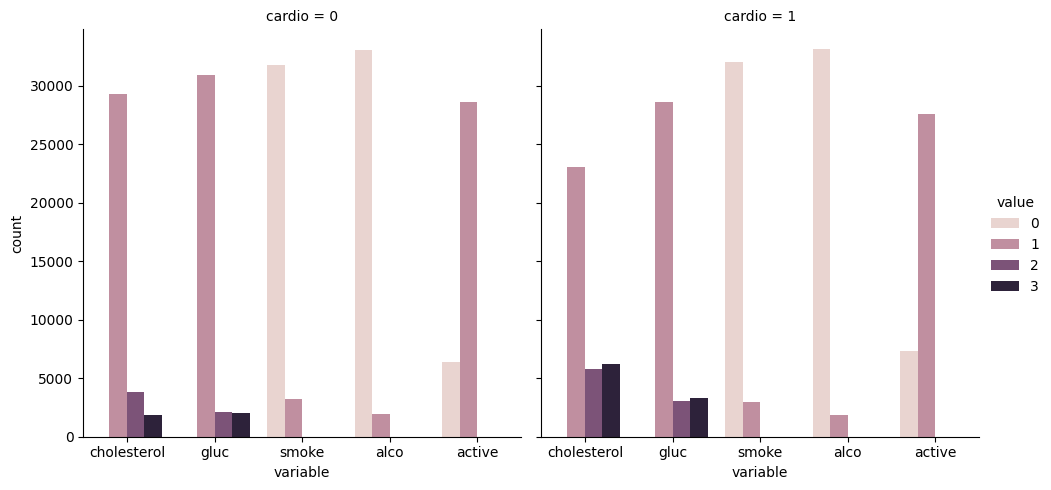 cardio = 0
cardio = 1
30000
25000
20000
15000
10000
5000
0
count
cholesterol gluc smoke alco active
variable
cholesterol gluc smoke alco active
variable
value
0
1
2
3